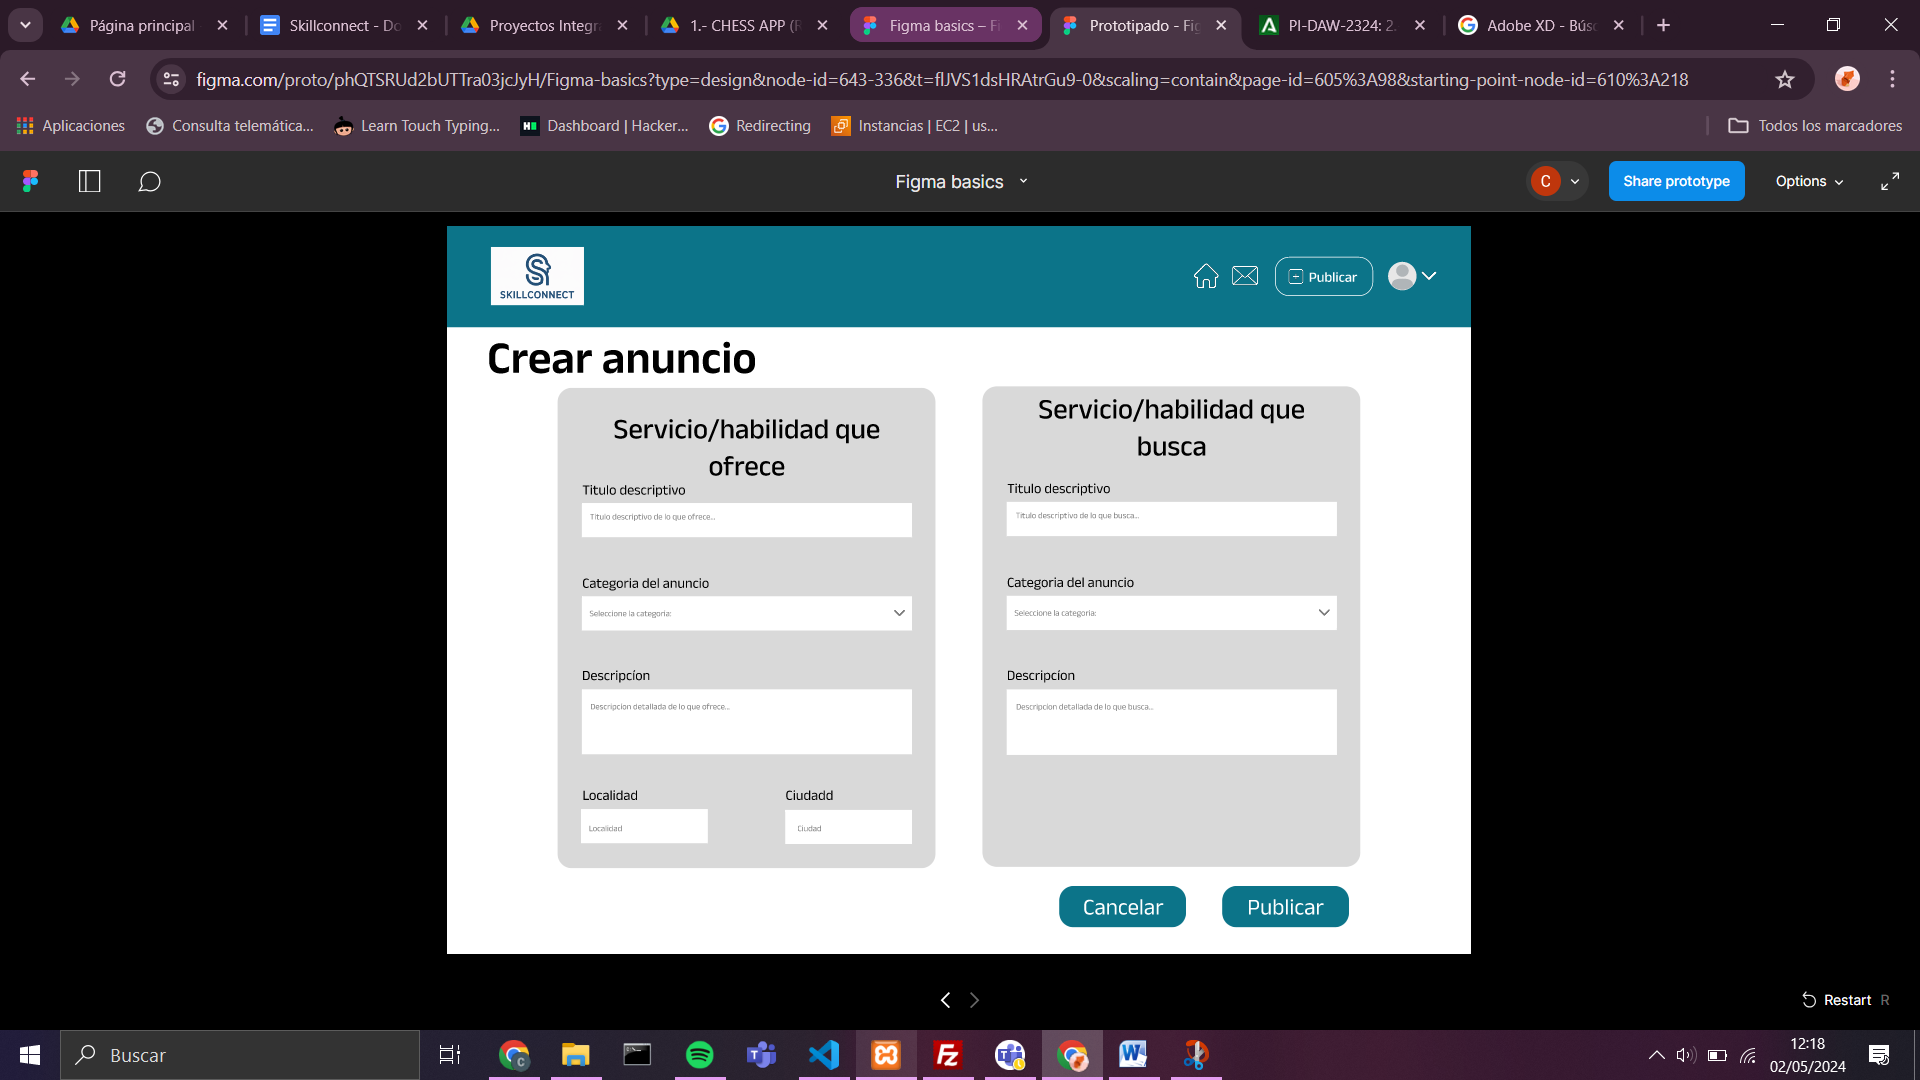 Página principal
Skillconnect - Do
Proyectos Integra
1.- CHESS APP (R
Figma basics – Fi
Prototipado - Fig
PI-DAW-2324: 2.
Adobe XD - Búsq
figma.com/proto/phQTSRUd2bUTTra03jcJyH/Figma-basics?type=design&node-id=643-336&t=flJVS1dsHRAtrGu9-0&scaling=contain&page-id=605%3A98&starting-point-node-id=610%3A218
Aplicaciones
Consulta telemática...
Learn Touch Typing...
Dashboard | Hacker...
Redirecting
Instancias | EC2 | us...
Todos los marcadores
Figma basics
C
Share prototype
Options
SKILLCONNECT
Publicar
Crear anuncio
Servicio/habilidad que
ofrece
Titulo descriptivo
Titulo descriptivo de lo que ofrece...
Categoria del anuncio
Seleccione la categoria:
Descripcíon
Descripcion detallada de lo que ofrece...
Localidad
Localidad
Ciudadd
Ciudad
Servicio/habilidad que
busca
Titulo descriptivo
Titulo descriptivo de lo que busca...
Categoria del anuncio
Seleccione la categoria:
Descripcíon
Descripcion detallada de lo que busca...
Cancelar
Publicar
Restart R
Buscar
12:18
02/05/2024